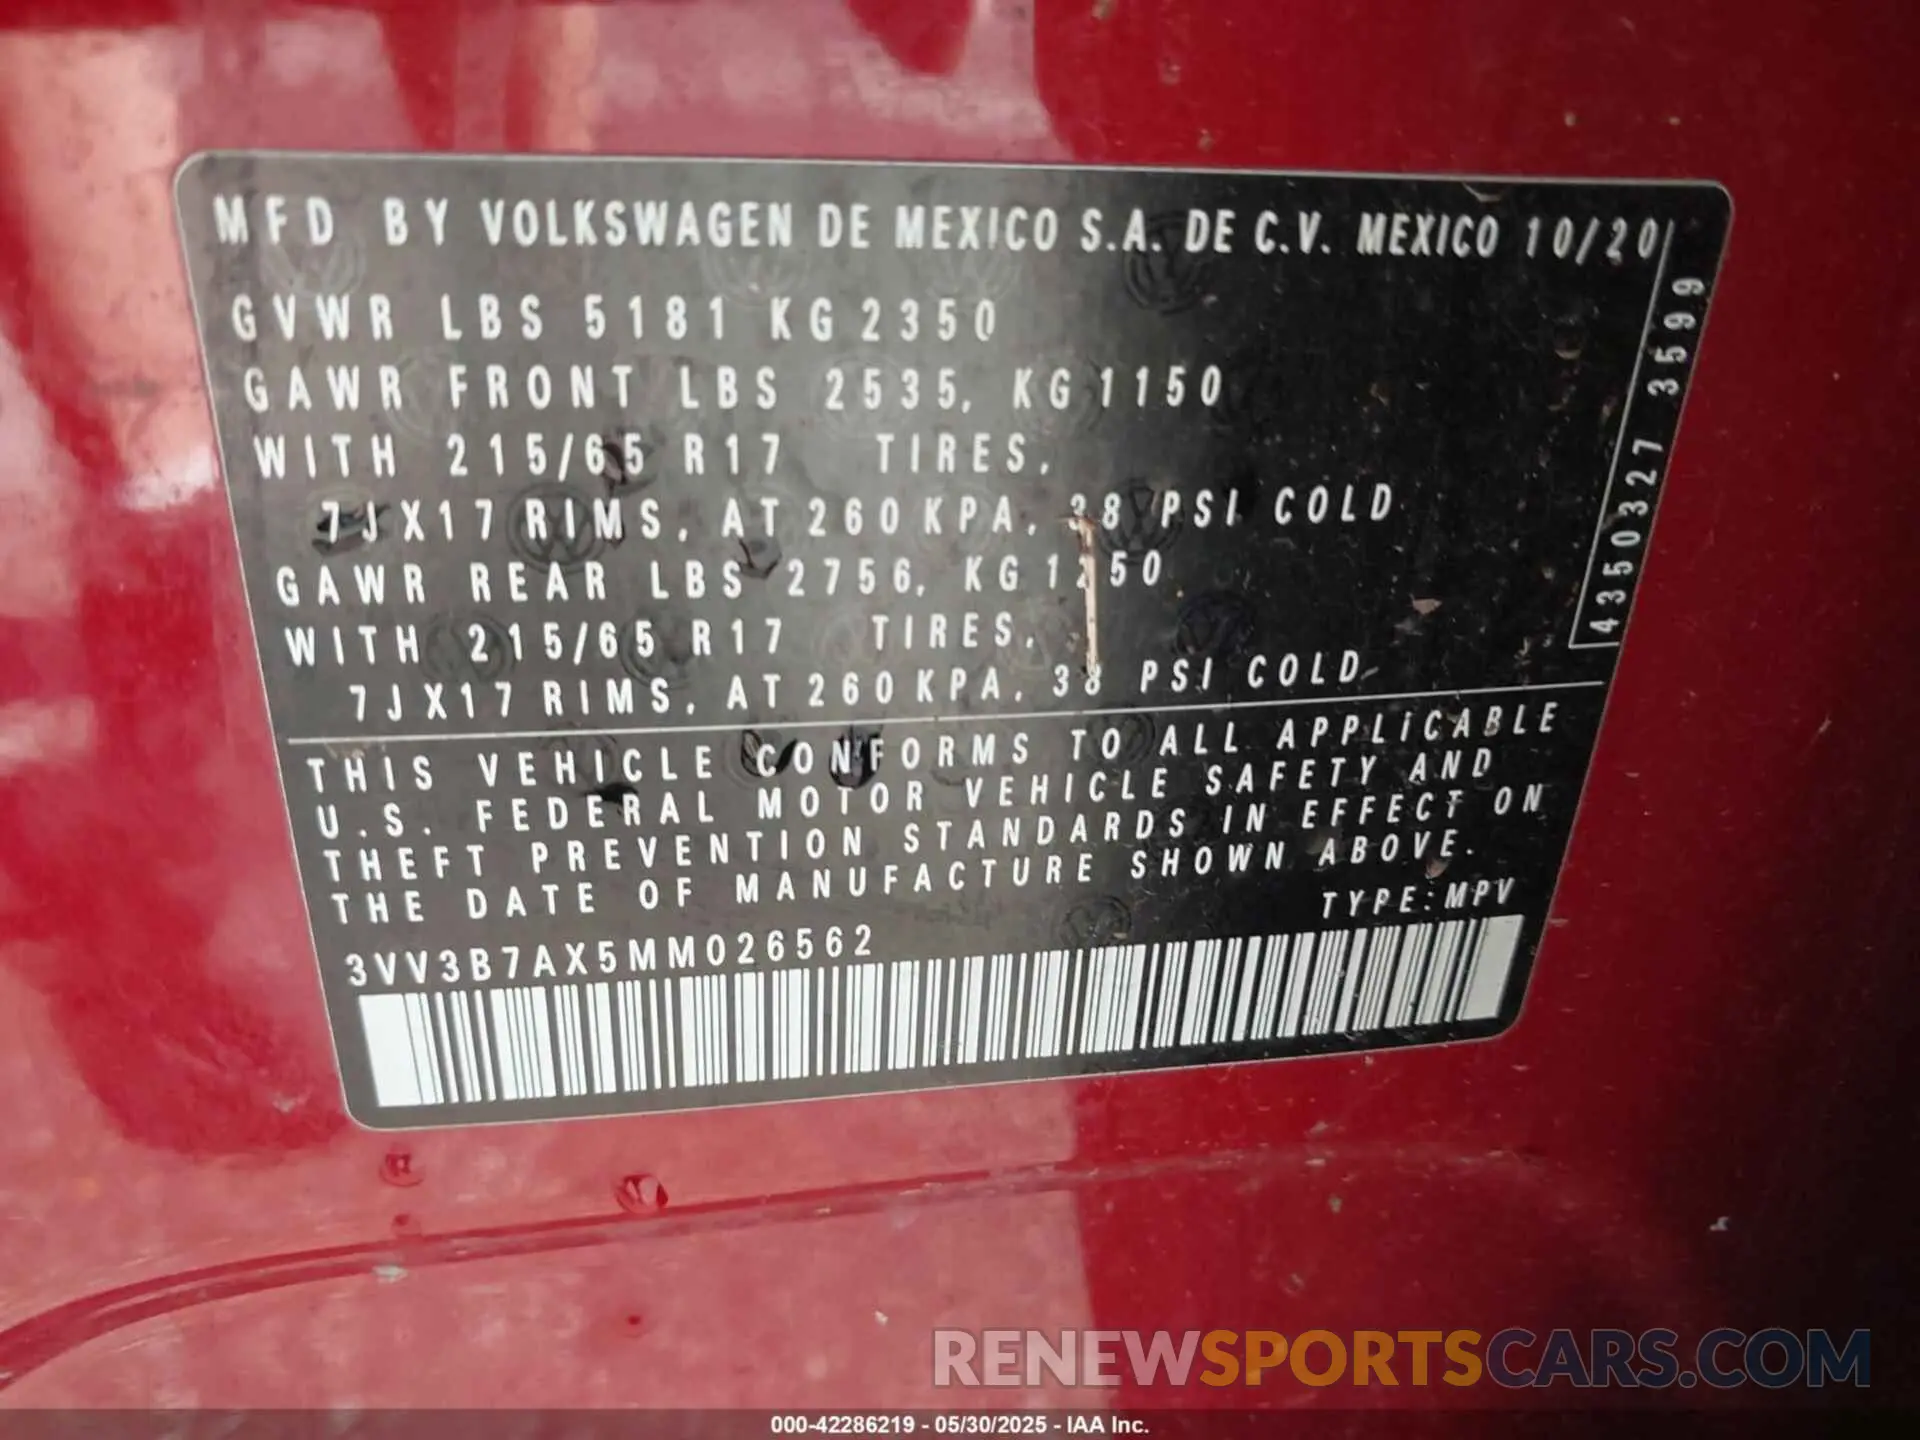 MFD BY VOLKSWAGEN DE MEXICO S.A. DE C.V. MEXICO 10/20
GVWR LBS 5181 KG 2350
GAWR FRONT LBS 2535, KG 1150
WITH 215/65 R17 TIRES,
7JX17 RIMS, AT 260 KPA, 38 PSI COLD
GAWR REAR LBS 2756, KG 1250
WITH 215/65 R17 TIRES,
7JX17 RIMS, AT 260 KPA, 38 PSI COLD
4350327 3599
THIS VEHICLE CONFORMS TO ALL APPLICABLE
U.S. FEDERAL MOTOR VEHICLE SAFETY AND
THEFT PREVENTION STANDARDS IN EFFECT ON
THE DATE OF MANUFACTURE SHOWN ABOVE.
TYPE: MPV
3VV3B7AX5MM026562
RENEWSPORTSCARS.COM
000-42286219 - 05/30/2025 - IAA Inc.